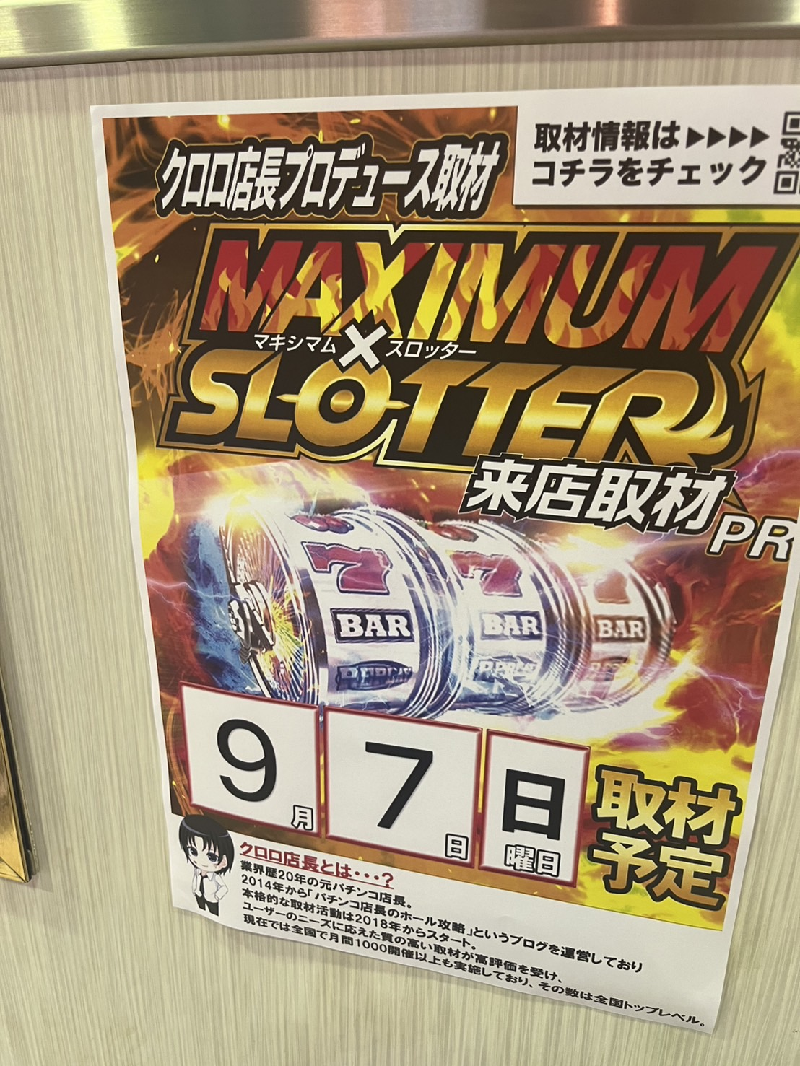 取材情報は▶▶▶▶
コチラをチェック
クロロ店長プロデュース取材
MAXIMUM
マキシマム×スロッター
SLOTTER
来店取材
PR
7 7 7
BAR BAR BAR
9月7日日曜日
取材
予定
クロロ店長とは・・・?
業界歴20年の元パチンコ店長。
2014年から「パチンコ店長のホール攻略」というブログを運営しており
本格的な取材活動は2018年からスタート。
ユーザーのニーズに応えた質の高い取材が高評価を受け、
現在では全国で月間1000開催以上も実施しており、その数は全国トップレベル。